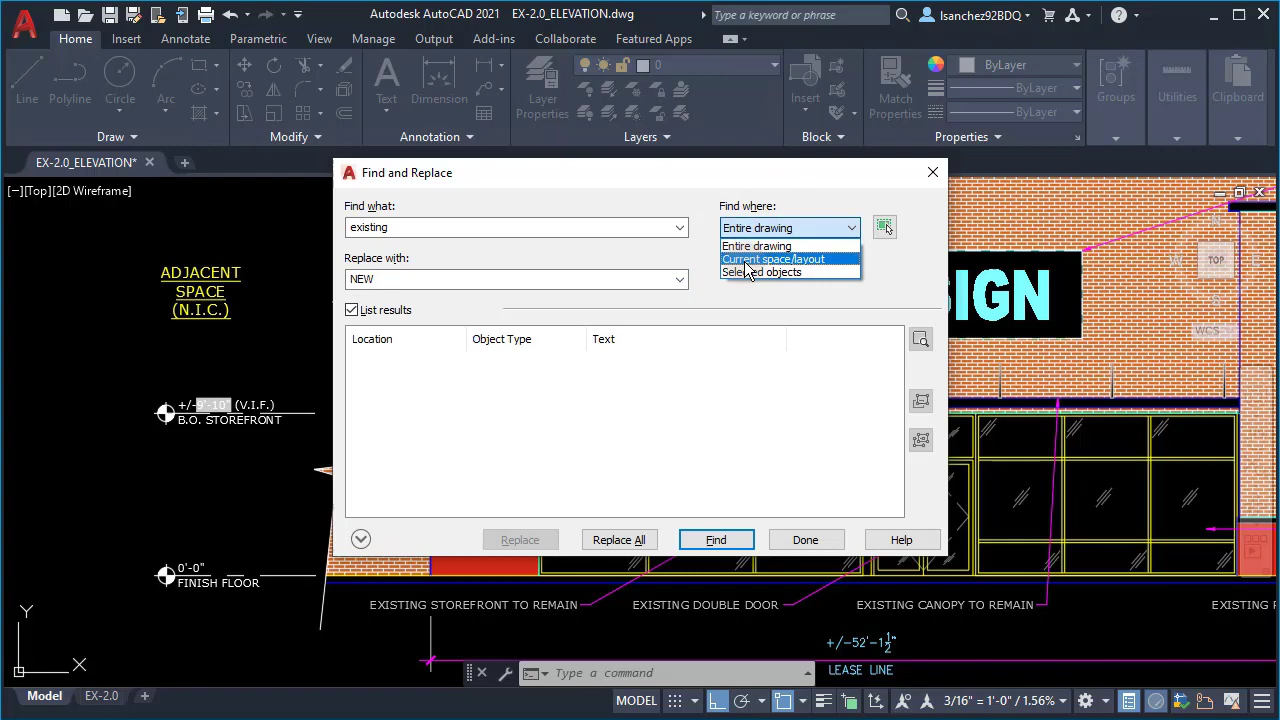 Autodesk AutoCAD 2021 EX-2.0_ELEVATION.dwg Type a keyword or phrase lsanchez92BDQ
Home Insert Annotate Parametric View Manage Output Add-ins Collaborate Featured Apps
Line Polyline Circle Arc Text Dimension Layer Properties 0 Insert Match Properties ByLayer Groups Utilities Clipboard
ByLayer
ByLayer
Draw Modify Annotation Layers Block Properties
EX-2.0_ELEVATION*
[−][Top][2D Wireframe]
Find and Replace
Find what: Find where:
existing Entire drawing
Entire drawing
Replace with: Current space/layout
Selected objects
NEW
List results
Location Text
ADJACENT
SPACE
(N.I.C.)
SIGN
TOP
WCS
+/-9'-10" (V.I.F.)
B.O. STOREFRONT
Replace Replace All Find Done Help
0'-0"
FINISH FLOOR
EXISTING STOREFRONT TO REMAIN EXISTING DOUBLE DOOR EXISTING CANOPY TO REMAIN EXISTING
+/-52'-1½"
LEASE LINE
Y
X
Type a command
Model EX-2.0
MODEL 3/16" = 1'-0" / 1.56%